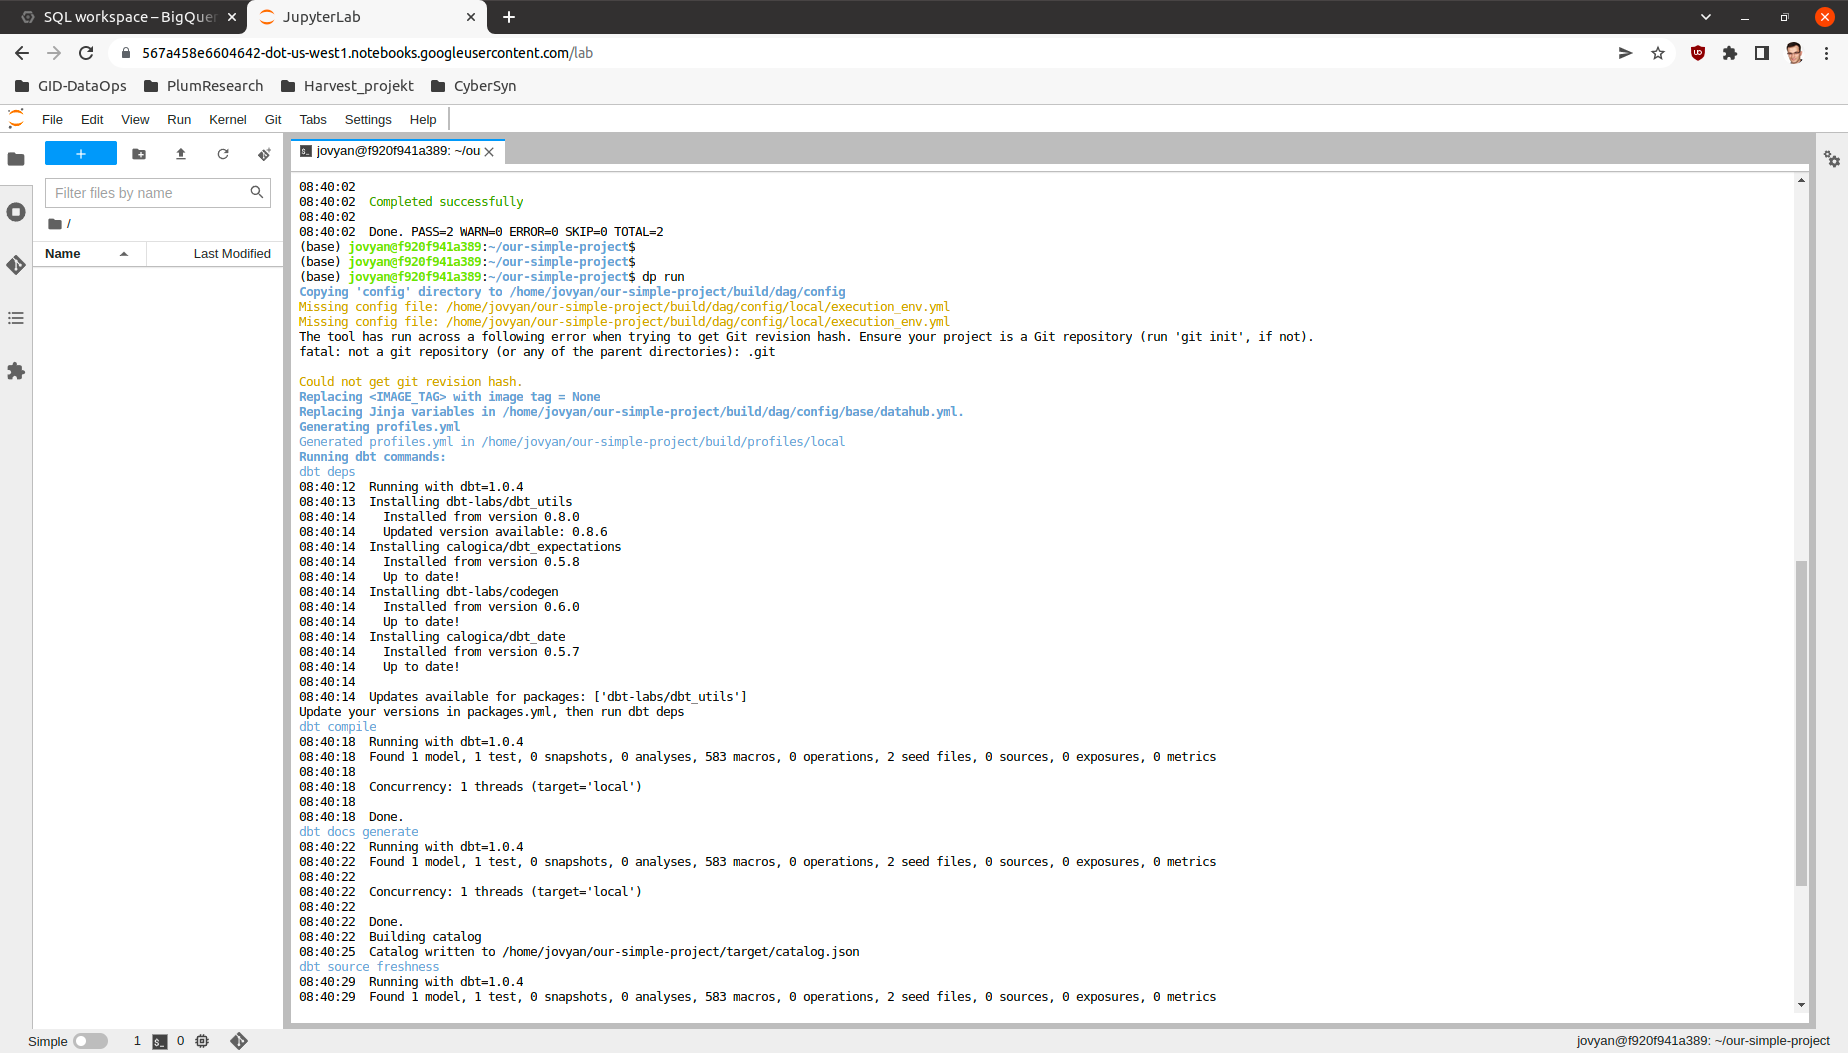 SQL workspace – BigQuer
JupyterLab
567a458e6604642-dot-us-west1.notebooks.googleusercontent.com/lab
GID-DataOps
PlumResearch
Harvest_projekt
CyberSyn
File Edit View Run Kernel Git Tabs Settings Help
jovyan@f920f941a389: ~/ou
Filter files by name
/
Name
Last Modified
08:40:02
08:40:02  Completed successfully
08:40:02
08:40:02  Done. PASS=2 WARN=0 ERROR=0 SKIP=0 TOTAL=2
(base) jovyan@f920f941a389:~/our-simple-project$
(base) jovyan@f920f941a389:~/our-simple-project$
(base) jovyan@f920f941a389:~/our-simple-project$ dp run
Copying 'config' directory to /home/jovyan/our-simple-project/build/dag/config
Missing config file: /home/jovyan/our-simple-project/build/dag/config/local/execution_env.yml
Missing config file: /home/jovyan/our-simple-project/build/dag/config/local/execution_env.yml
The tool has run across a following error when trying to get Git revision hash. Ensure your project is a Git repository (run 'git init', if not).
fatal: not a git repository (or any of the parent directories): .git
Could not get git revision hash.
Replacing <IMAGE_TAG> with image tag = None
Replacing Jinja variables in /home/jovyan/our-simple-project/build/dag/config/base/datahub.yml.
Generating profiles.yml
Generated profiles.yml in /home/jovyan/our-simple-project/build/profiles/local
Running dbt commands:
dbt deps
08:40:12  Running with dbt=1.0.4
08:40:13  Installing dbt-labs/dbt_utils
08:40:14    Installed from version 0.8.0
08:40:14    Updated version available: 0.8.6
08:40:14  Installing calogica/dbt_expectations
08:40:14    Installed from version 0.5.8
08:40:14    Up to date!
08:40:14  Installing dbt-labs/codegen
08:40:14    Installed from version 0.6.0
08:40:14    Up to date!
08:40:14  Installing calogica/dbt_date
08:40:14    Installed from version 0.5.7
08:40:14    Up to date!
08:40:14
08:40:14  Updates available for packages: ['dbt-labs/dbt_utils']
Update your versions in packages.yml, then run dbt deps
dbt compile
08:40:18  Running with dbt=1.0.4
08:40:18  Found 1 model, 1 test, 0 snapshots, 0 analyses, 583 macros, 0 operations, 2 seed files, 0 sources, 0 exposures, 0 metrics
08:40:18
08:40:18  Concurrency: 1 threads (target='local')
08:40:18
08:40:18  Done.
dbt docs generate
08:40:22  Running with dbt=1.0.4
08:40:22  Found 1 model, 1 test, 0 snapshots, 0 analyses, 583 macros, 0 operations, 2 seed files, 0 sources, 0 exposures, 0 metrics
08:40:22
08:40:22  Concurrency: 1 threads (target='local')
08:40:22
08:40:22  Done.
08:40:22  Building catalog
08:40:25  Catalog written to /home/jovyan/our-simple-project/target/catalog.json
dbt source freshness
08:40:29  Running with dbt=1.0.4
08:40:29  Found 1 model, 1 test, 0 snapshots, 0 analyses, 583 macros, 0 operations, 2 seed files, 0 sources, 0 exposures, 0 metrics
Simple
1
0
jovyan@f920f941a389: ~/our-simple-project